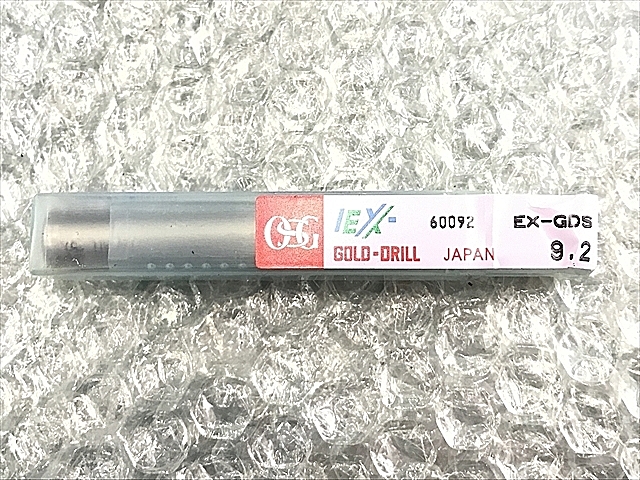 OSG EX- 60092 EX-GDS
GOLD-DRILL JAPAN 9.2